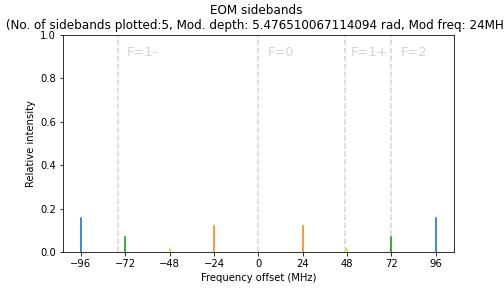 EOM sidebands
(No. of sidebands plotted:5, Mod. depth: 5.476510067114094 rad, Mod freq: 24MH
1.0
F=1- F=0 F=1+ F=2
0.8
0.6
Relative intensity
0.4
0.2
0.0
−96 −72 −48 −24 0 24 48 72 96
Frequency offset (MHz)